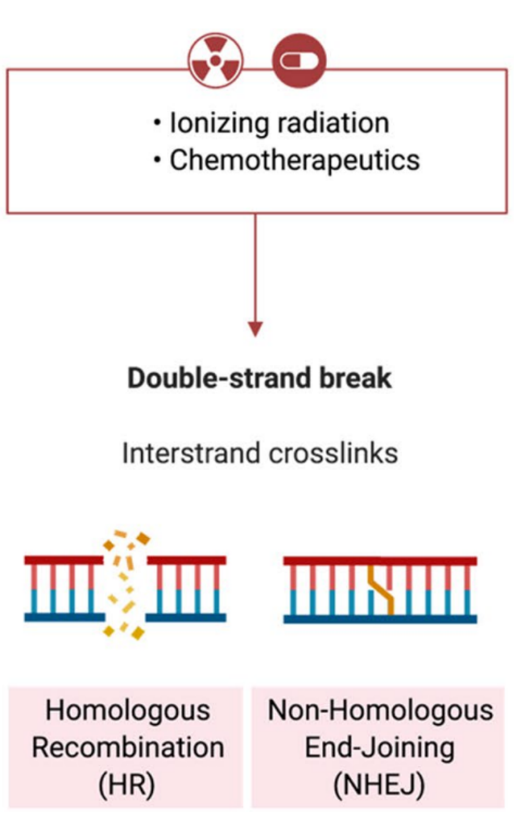 • Ionizing radiation
• Chemotherapeutics
Double-strand break
Interstrand crosslinks
Homologous
Recombination
(HR)
Non-Homologous
End-Joining
(NHEJ)